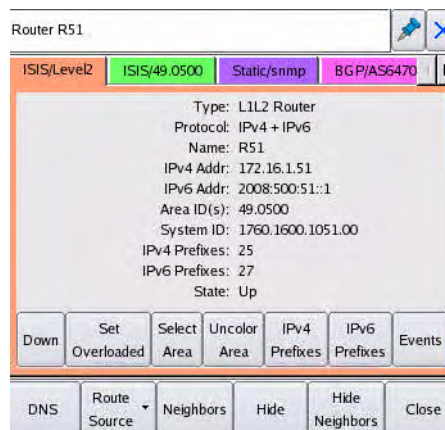 Router R51
ISIS/Level2 ISIS/49.0500 Static/snmp BGP/AS6470
Type: L1L2 Router
Protocol: IPv4 + IPv6
Name: R51
IPv4 Addr: 172.16.1.51
IPv6 Addr: 2008:500:51::1
Area ID(s): 49.0500
System ID: 1760.1600.1051.00
IPv4 Prefixes: 25
IPv6 Prefixes: 27
State: Up
Down Set Overloaded Select Area Uncolor Area IPv4 Prefixes IPv6 Prefixes Events
DNS Route Source Neighbors Hide Hide Neighbors Close